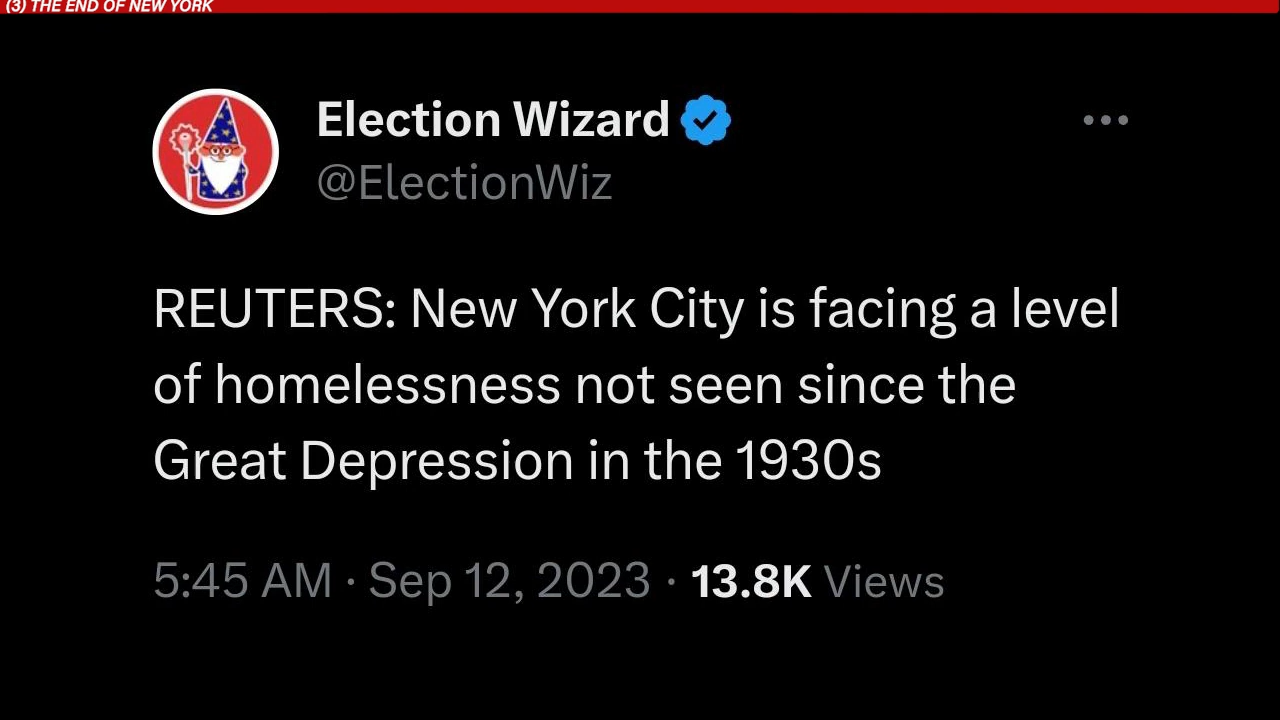 (3) THE END OF NEW YORK
Election Wizard
@ElectionWiz
REUTERS: New York City is facing a level
of homelessness not seen since the
Great Depression in the 1930s
5:45 AM · Sep 12, 2023 · 13.8K Views